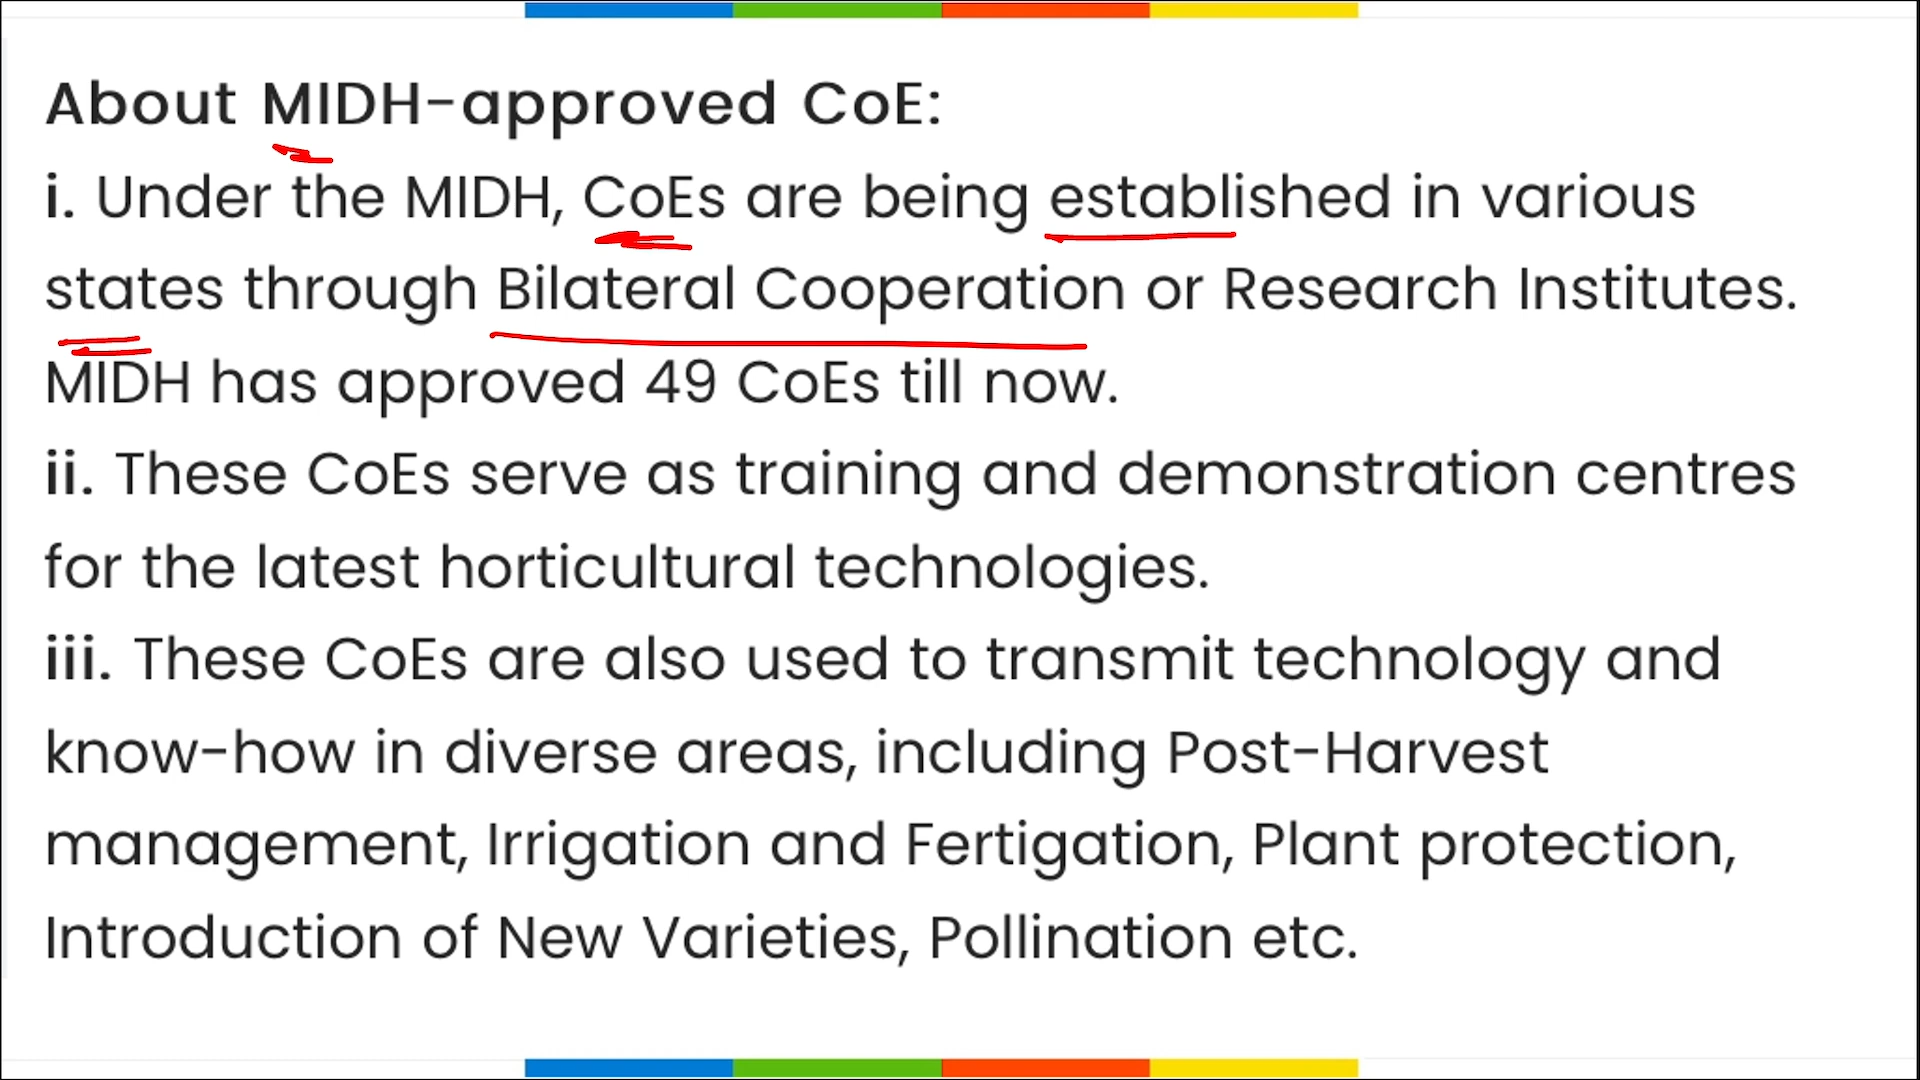 About MIDH-approved CoE:
i. Under the MIDH, CoEs are being established in various
states through Bilateral Cooperation or Research Institutes.
MIDH has approved 49 CoEs till now.
ii. These CoEs serve as training and demonstration centres
for the latest horticultural technologies.
iii. These CoEs are also used to transmit technology and
know-how in diverse areas, including Post-Harvest
management, Irrigation and Fertigation, Plant protection,
Introduction of New Varieties, Pollination etc.